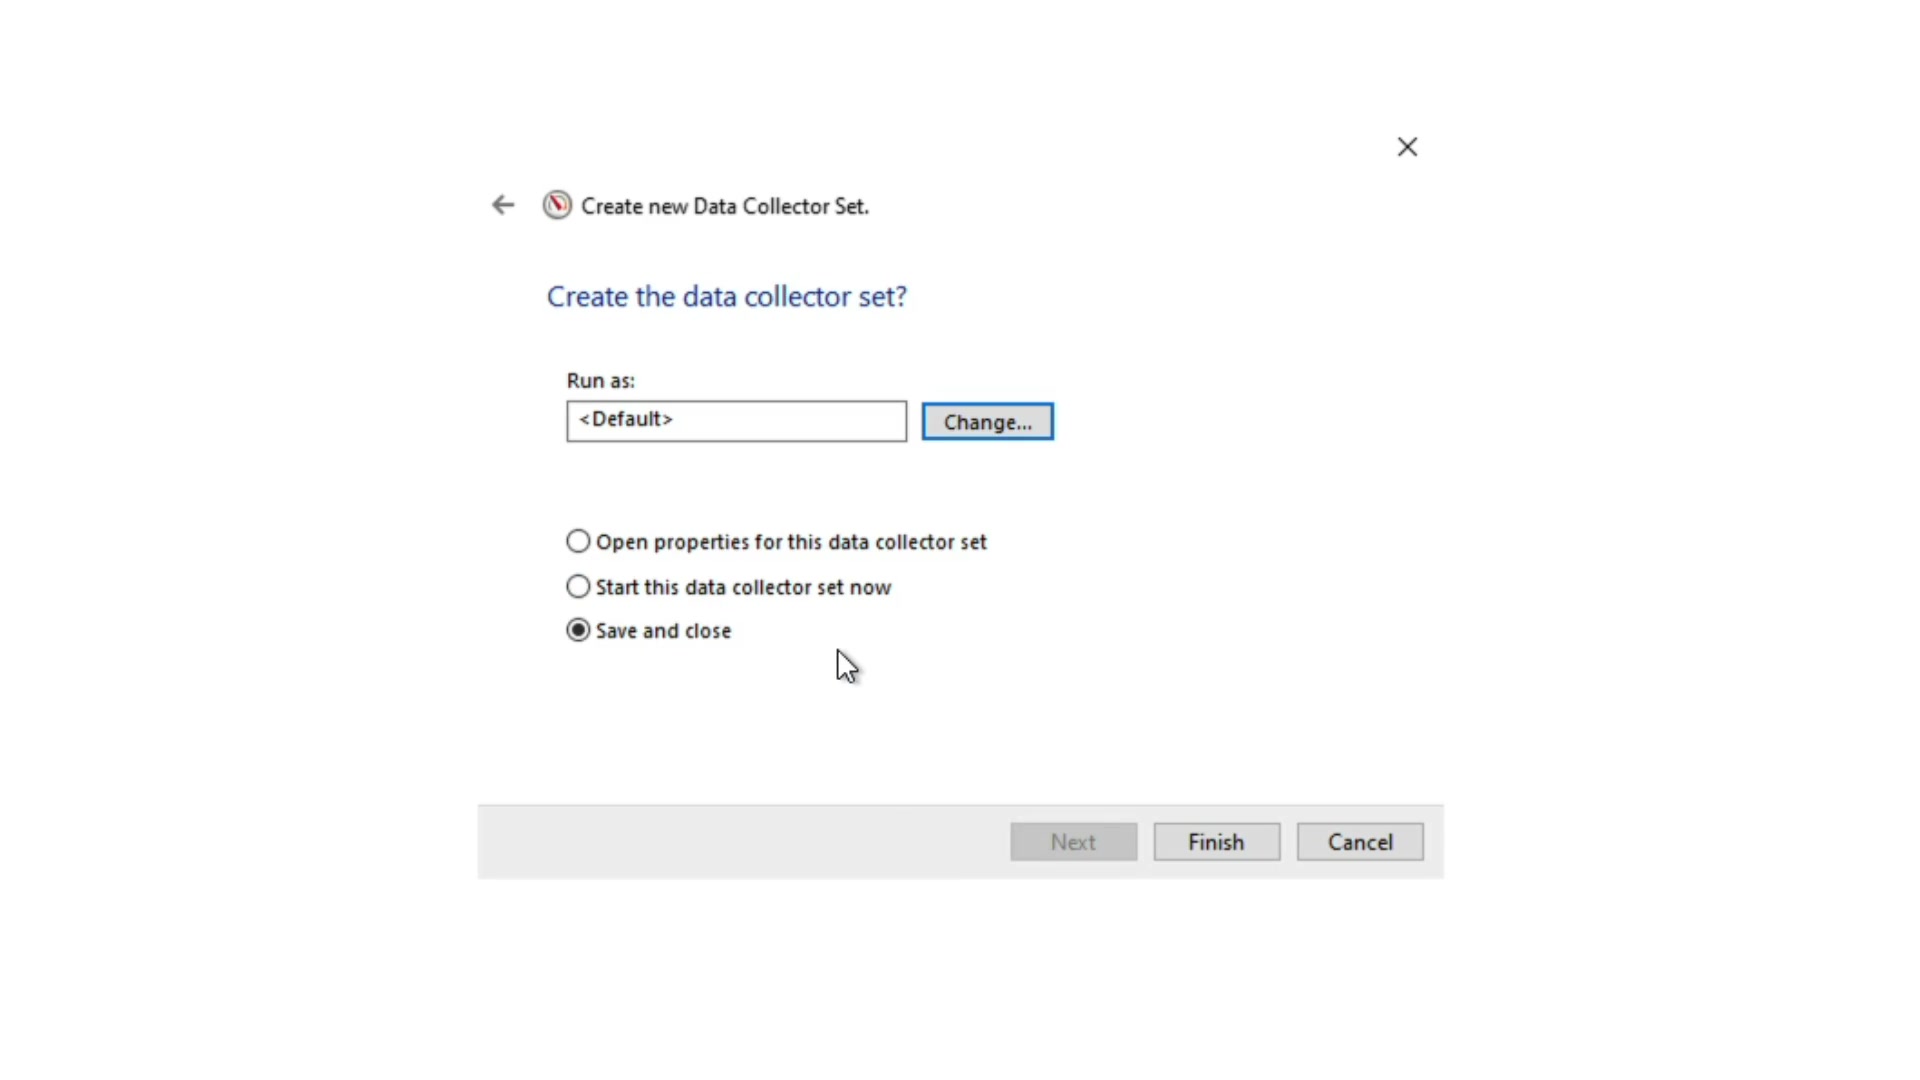 Create new Data Collector Set.
Create the data collector set?
Run as:
<Default>
Change...
Open properties for this data collector set
Start this data collector set now
Save and close
Next
Finish
Cancel